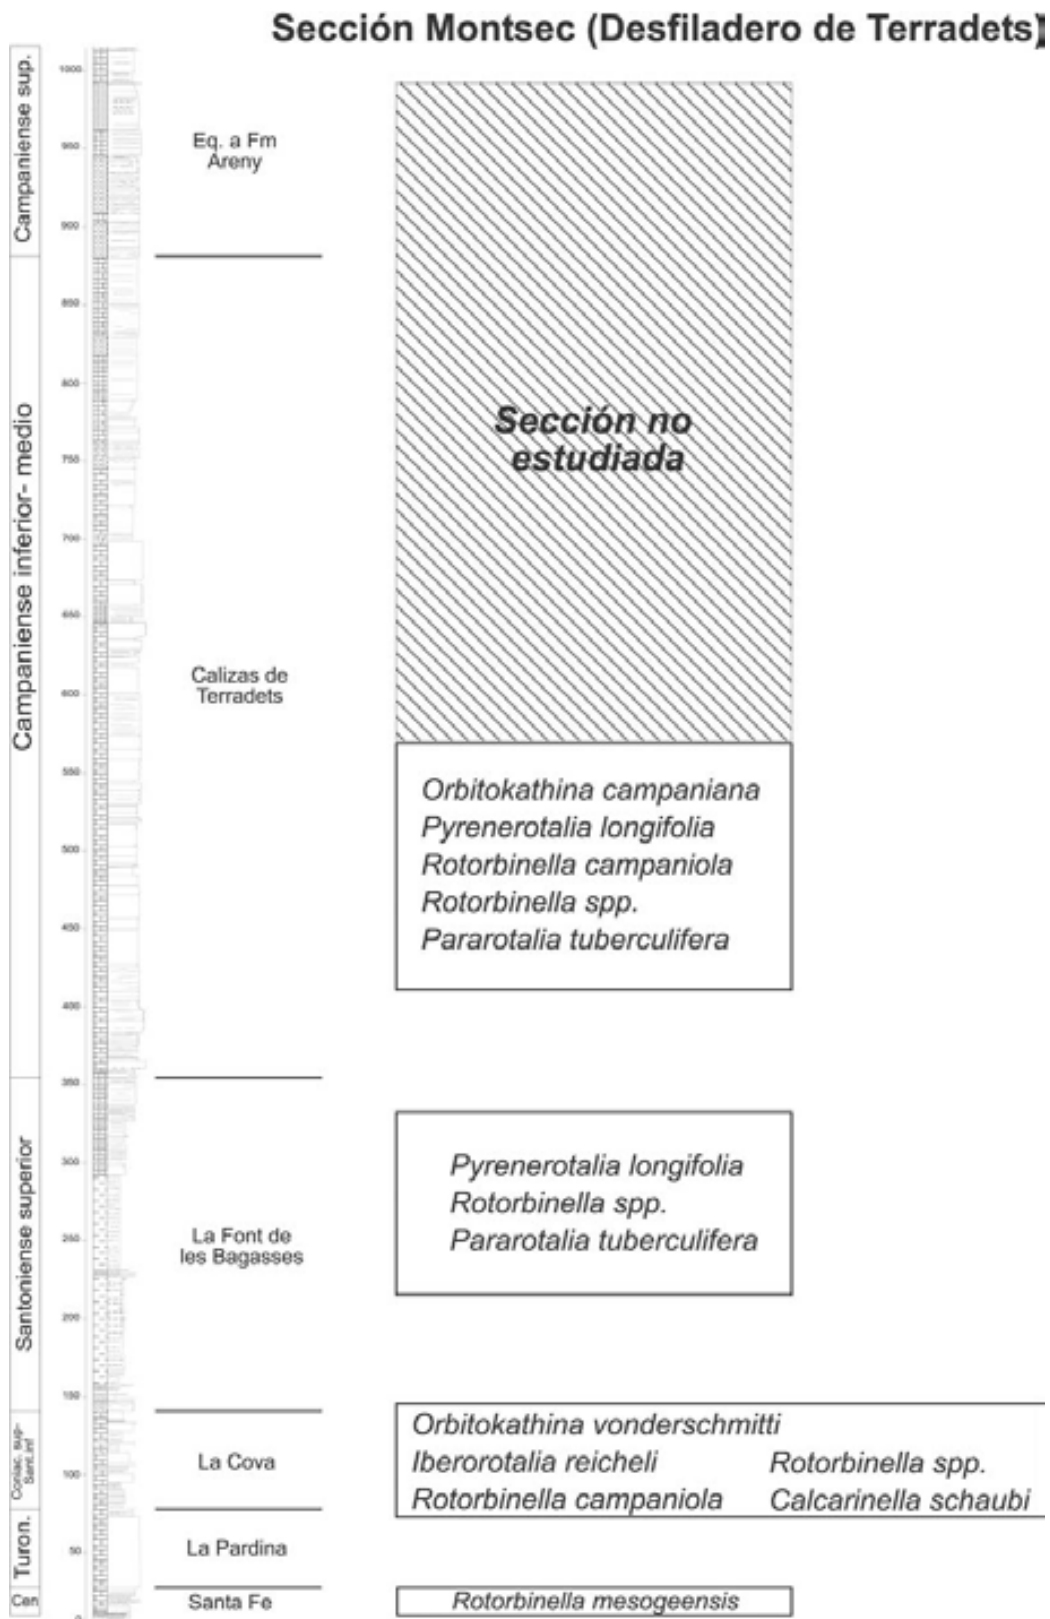 Sección Montsec (Desfiladero de Terradets)
Campaniense sup.
1000
950
900
Eq. a Fm
Areny
Campaniense inferior- medio
850
800
750
700
650
600
550
500
450
400
Calizas de
Terradets
Sección no
estudiada
Orbitokathina campaniana
Pyrenerotalia longifolia
Rotorbinella campaniola
Rotorbinella spp.
Pararotalia tuberculifera
Santoniense superior
350
300
250
200
150
La Font de
les Bagasses
Pyrenerotalia longifolia
Rotorbinella spp.
Pararotalia tuberculifera
Coniac. sup-
Sant.inf
100
La Cova
Orbitokathina vonderschmitti
Iberorotalia reicheli Rotorbinella spp.
Rotorbinella campaniola Calcarinella schaubi
Turon.
50
La Pardina
Cen
0
Santa Fe
Rotorbinella mesogeensis